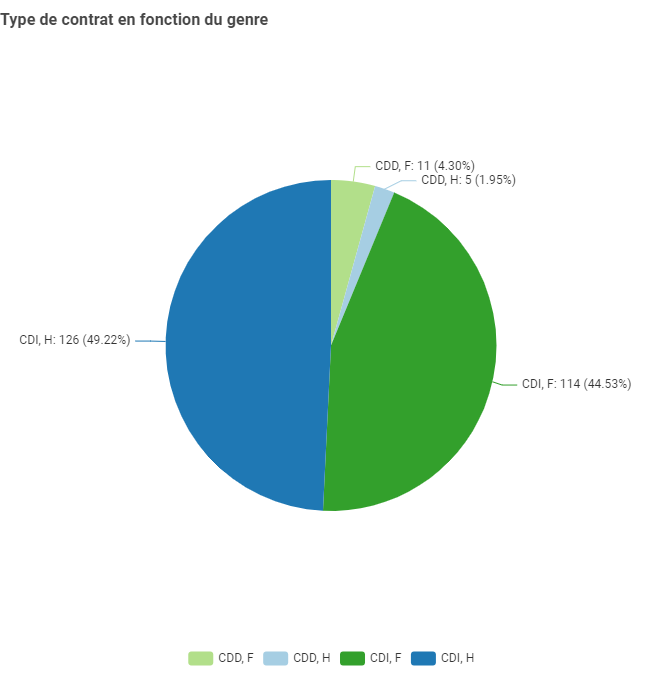 Type de contrat en fonction du genre
CDD, F: 11 (4.30%)
CDD, H: 5 (1.95%)
CDI, H: 126 (49.22%)
CDI, F: 114 (44.53%)
CDD, F CDD, H CDI, F CDI, H